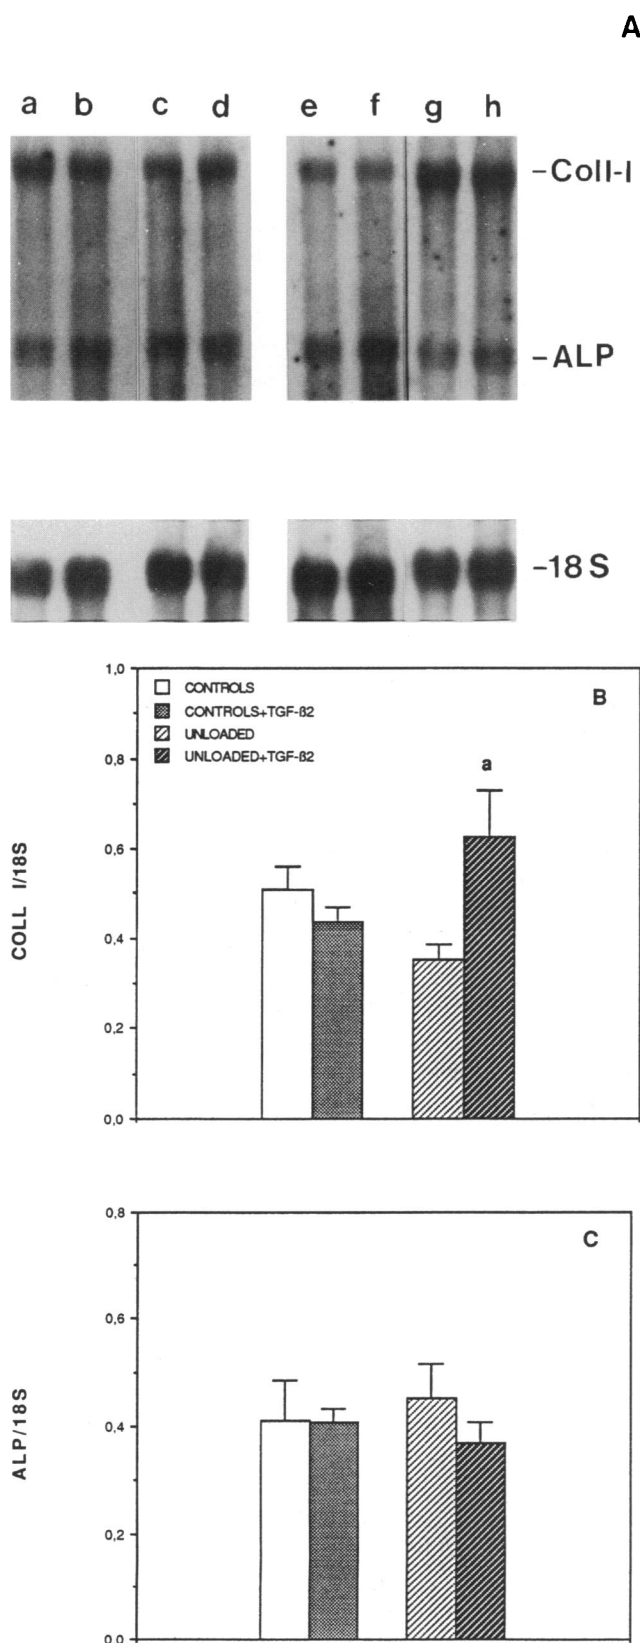 A
a b c d e f g h
-Coll-I
-ALP
-18S
1,0
CONTROLS
B
CONTROLS+TGF-ß2
UNLOADED
UNLOADED+TGF-ß2
a
0,8
0,6
0,4
0,2
0,0
COLL I/18S
0,8
C
0,6
0,4
0,2
0,0
ALP/18S